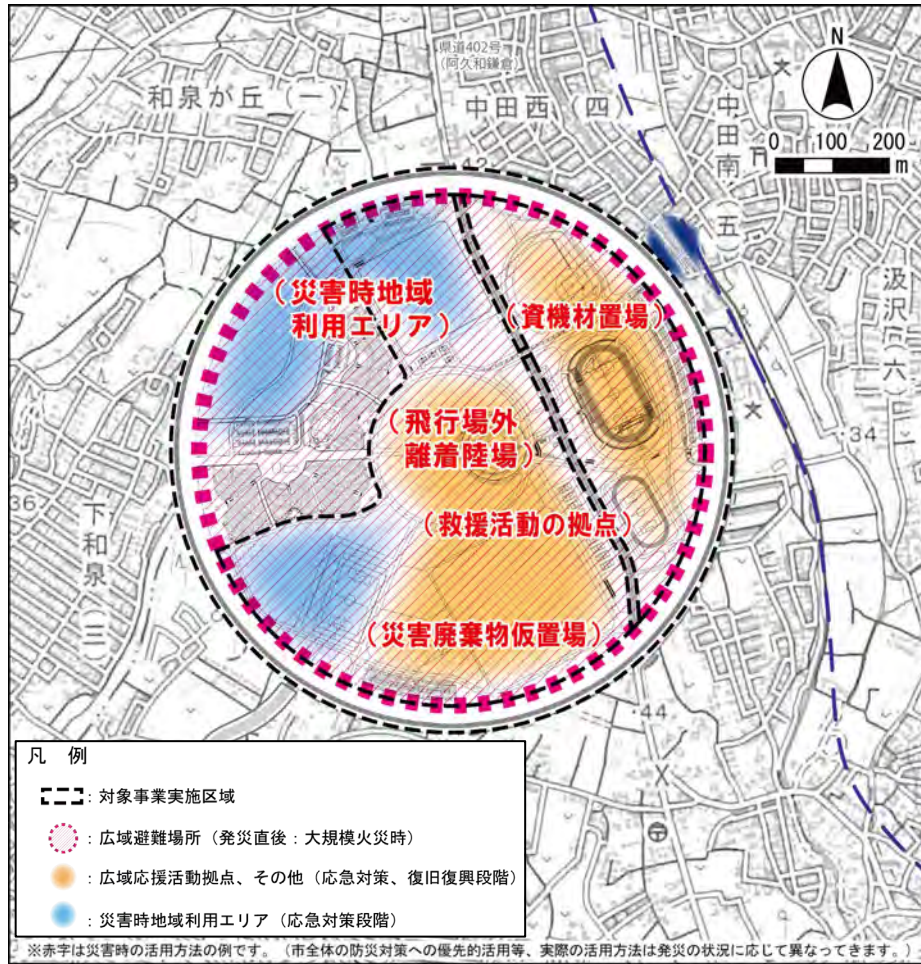 県道402号
（阿久和鎌倉）
N
和泉が丘（一）
中田西（四）
中田南（五）
0 100 200
m
42
汲沢（六）
（災害時地域
利用エリア）
（資機材置場）
（飛行場外
離着陸場）
34
36
（救援活動の拠点）
下和泉（三）
（災害廃棄物仮置場）
44
凡 例
：対象事業実施区域
：広域避難場所（発災直後：大規模火災時）
：広域応援活動拠点、その他（応急対策、復旧復興段階）
：災害時地域利用エリア（応急対策段階）
※赤字は災害時の活用方法の例です。（市全体の防災対策への優先的活用等、実際の活用方法は発災の状況に応じて異なってきます。）